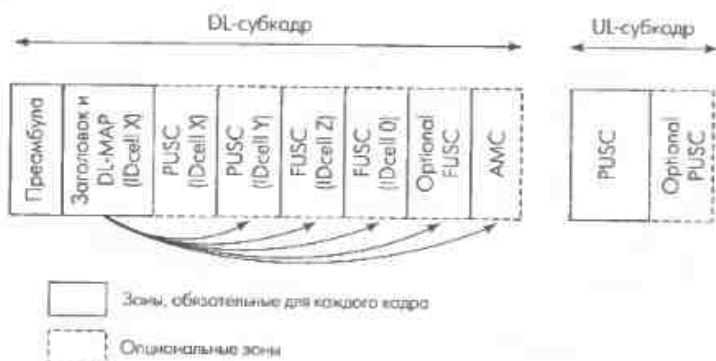 DL-субкадр
UL-субкадр
Преамбула
Заголовок и
DL-MAP
(IDcell X)
PUSC
(IDcell X)
PUSC
(IDcell Y)
FUSC
(IDcell Z)
FUSC
(IDcell 0)
Optional
FUSC
AMC
PUSC
Optional
PUSC
Зоны, обязательные для каждого кадра
Опциональные зоны